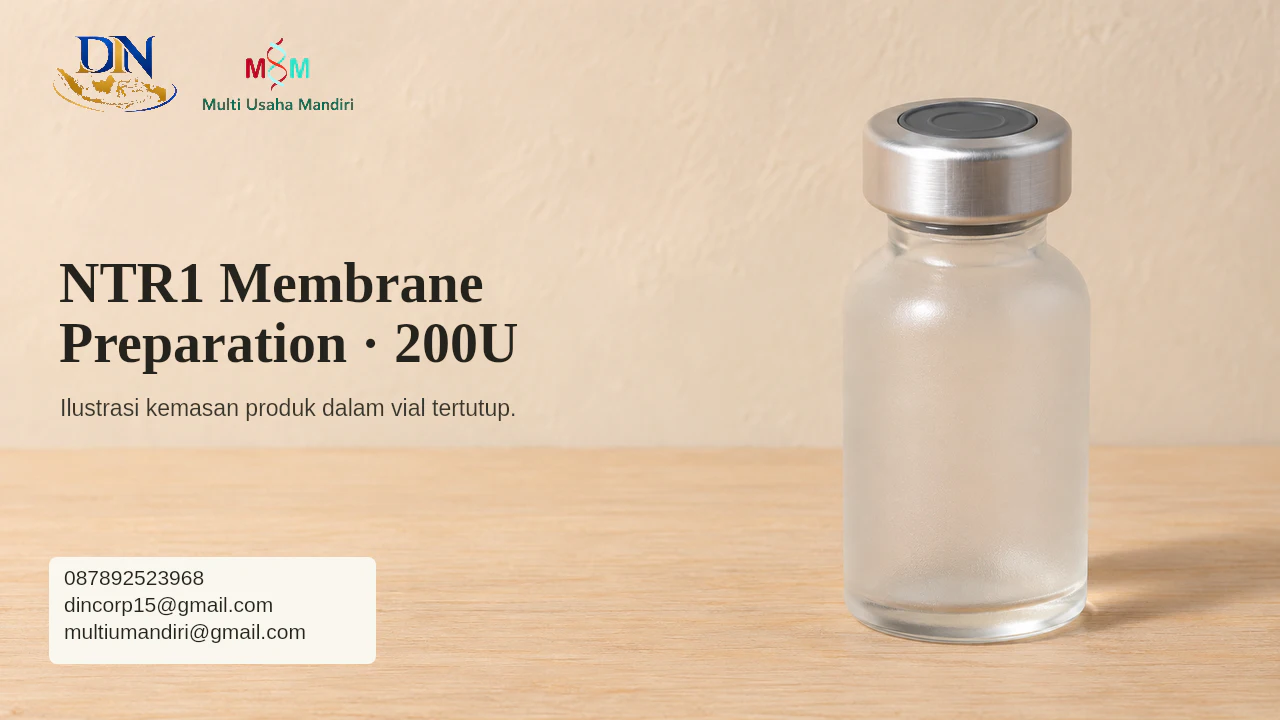 DN
MSM
Multi Usaha Mandiri
NTR1 Membrane
Preparation · 200U
Ilustrasi kemasan produk dalam vial tertutup.
087892523968
dincorp15@gmail.com
multiumandiri@gmail.com